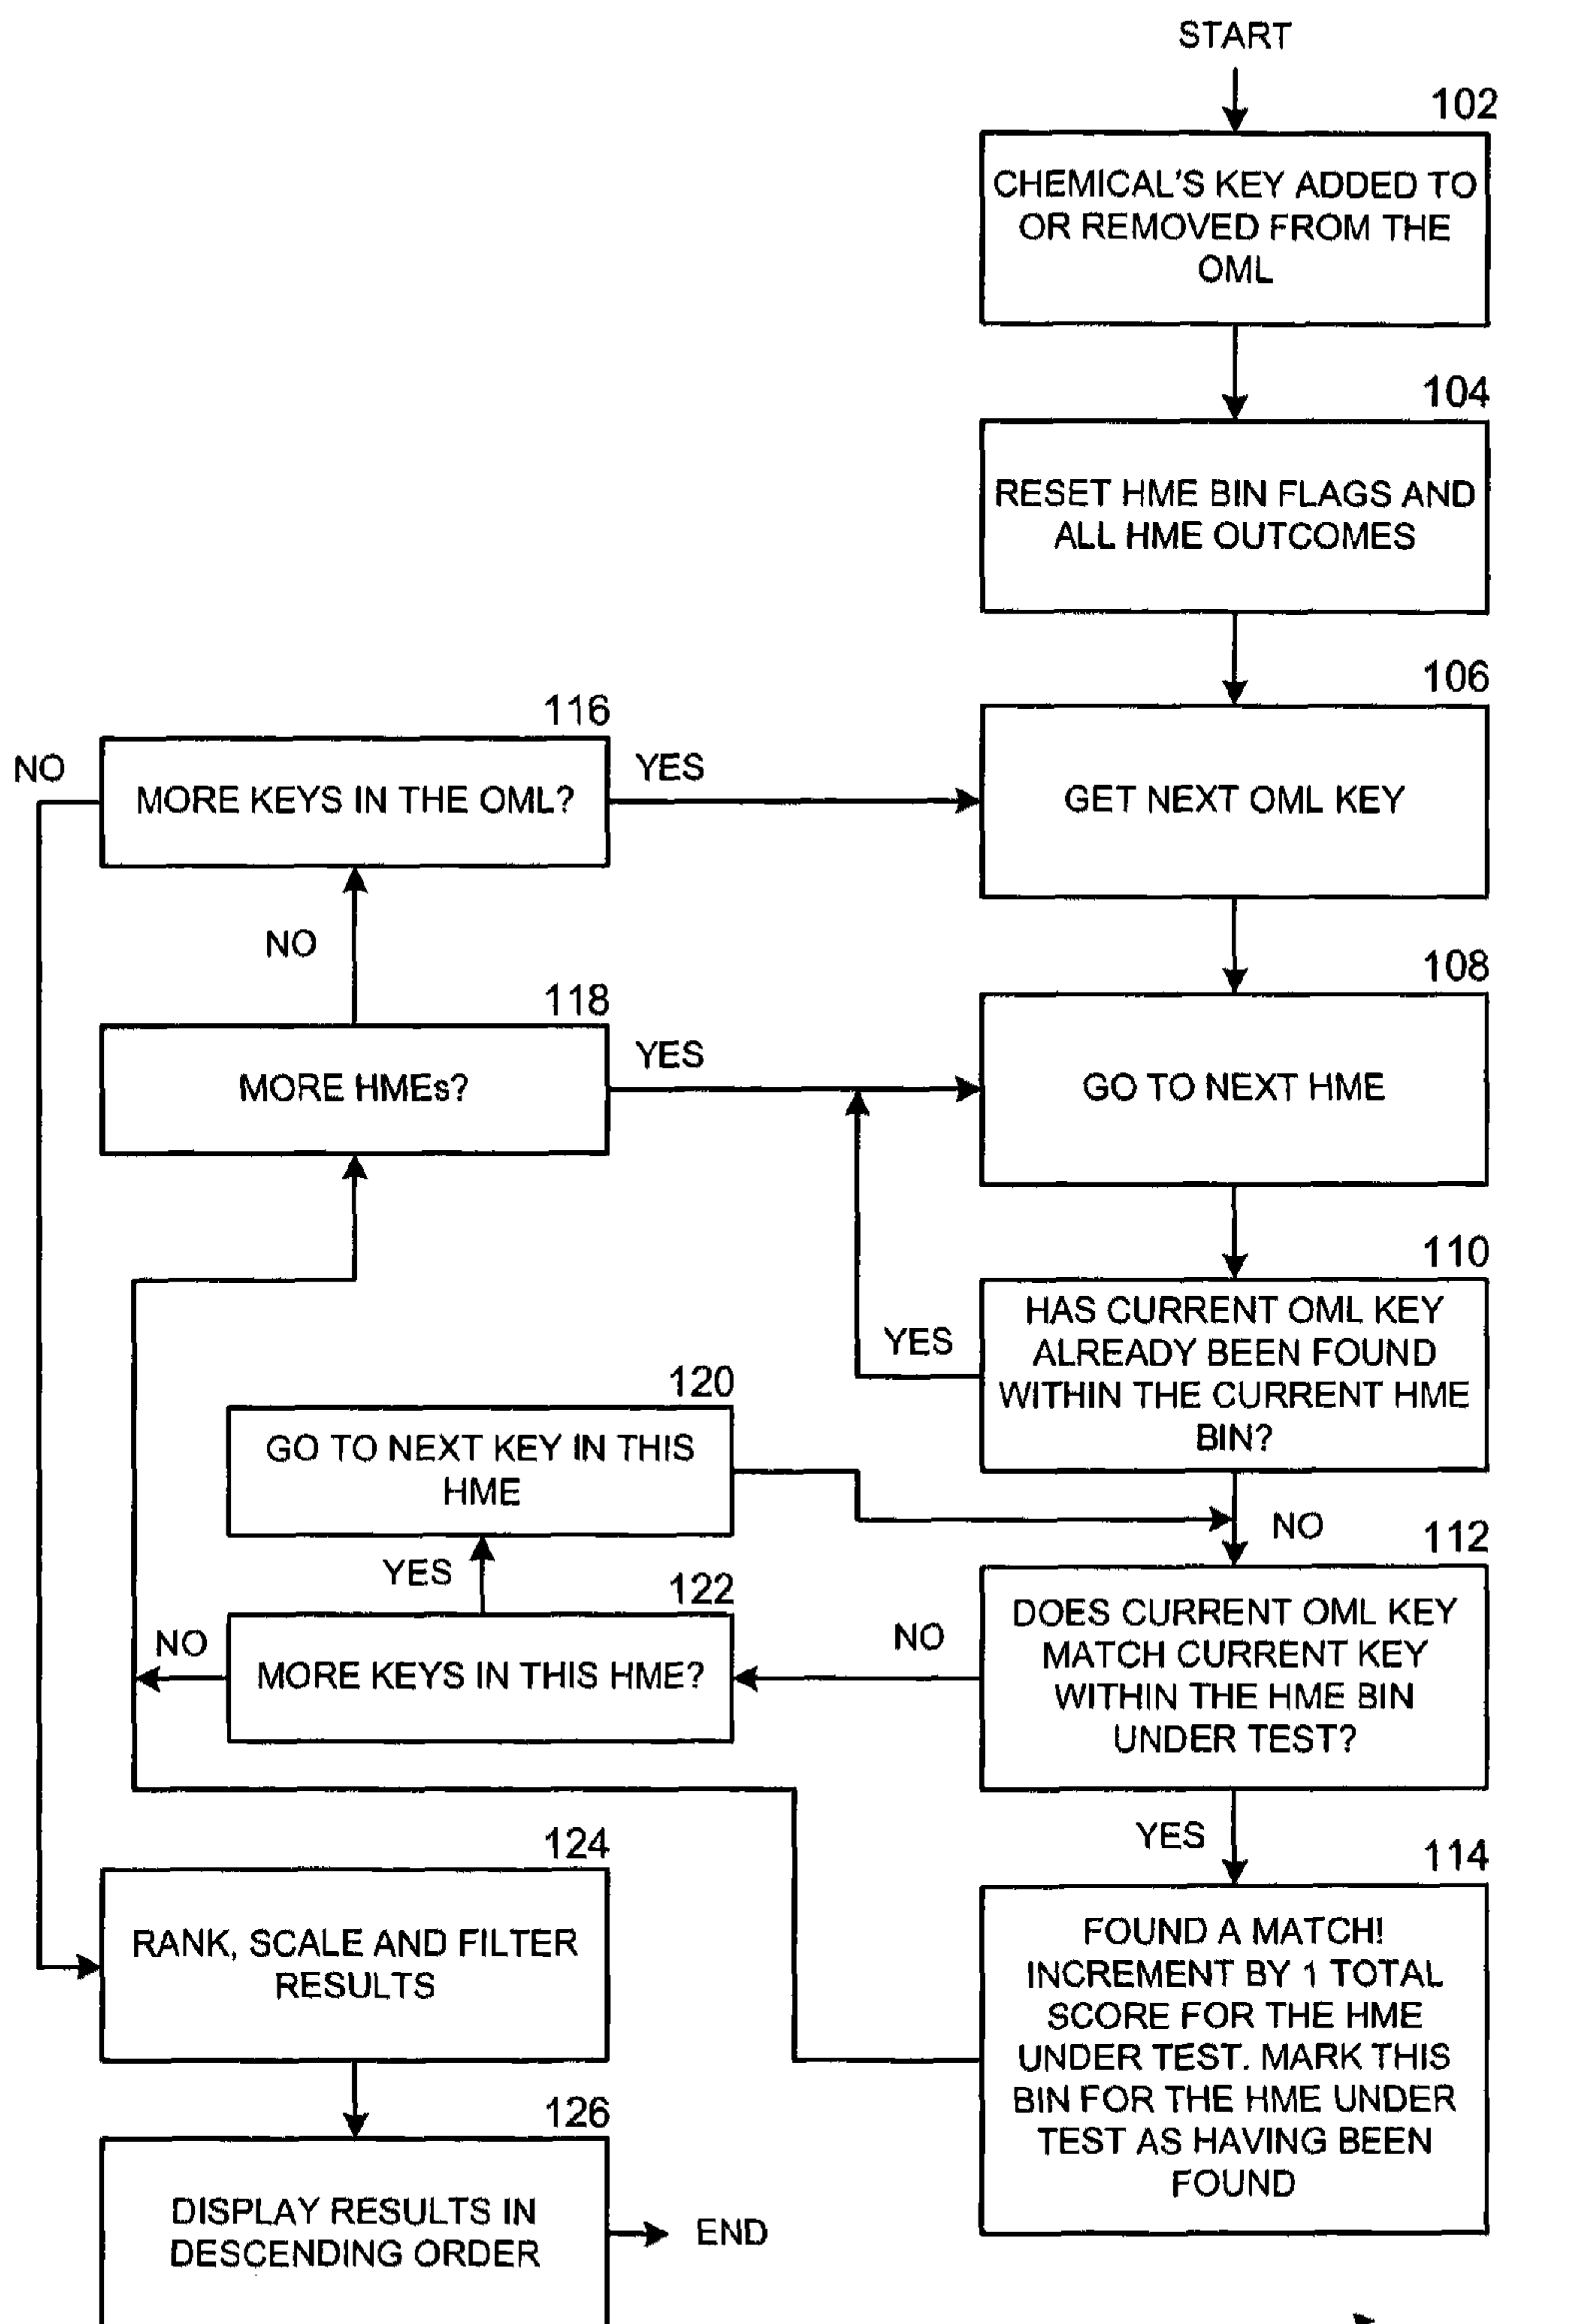 START
102
CHEMICAL'S KEY ADDED TO
OR REMOVED FROM THE
OML
104
RESET HME BIN FLAGS AND
ALL HME OUTCOMES
106
GET NEXT OML KEY
116
NO
MORE KEYS IN THE OML?
YES
NO
108
GO TO NEXT HME
118
MORE HMEs?
YES
110
HAS CURRENT OML KEY
ALREADY BEEN FOUND
WITHIN THE CURRENT HME
BIN?
YES
NO
120
GO TO NEXT KEY IN THIS
HME
YES
122
MORE KEYS IN THIS HME?
NO
NO
112
DOES CURRENT OML KEY
MATCH CURRENT KEY
WITHIN THE HME BIN
UNDER TEST?
YES
114
FOUND A MATCH!
INCREMENT BY 1 TOTAL
SCORE FOR THE HME
UNDER TEST. MARK THIS
BIN FOR THE HME UNDER
TEST AS HAVING BEEN
FOUND
124
RANK, SCALE AND FILTER
RESULTS
126
DISPLAY RESULTS IN
DESCENDING ORDER
END